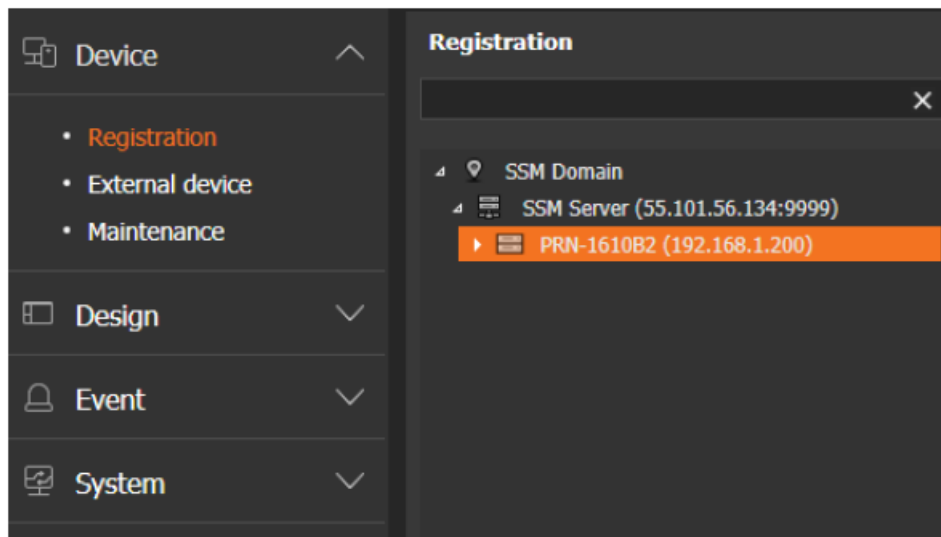 Device
Registration
External device
Maintenance
Design
Event
System
Registration
SSM Domain
SSM Server (55.101.56.134:9999)
PRN-1610B2 (192.168.1.200)